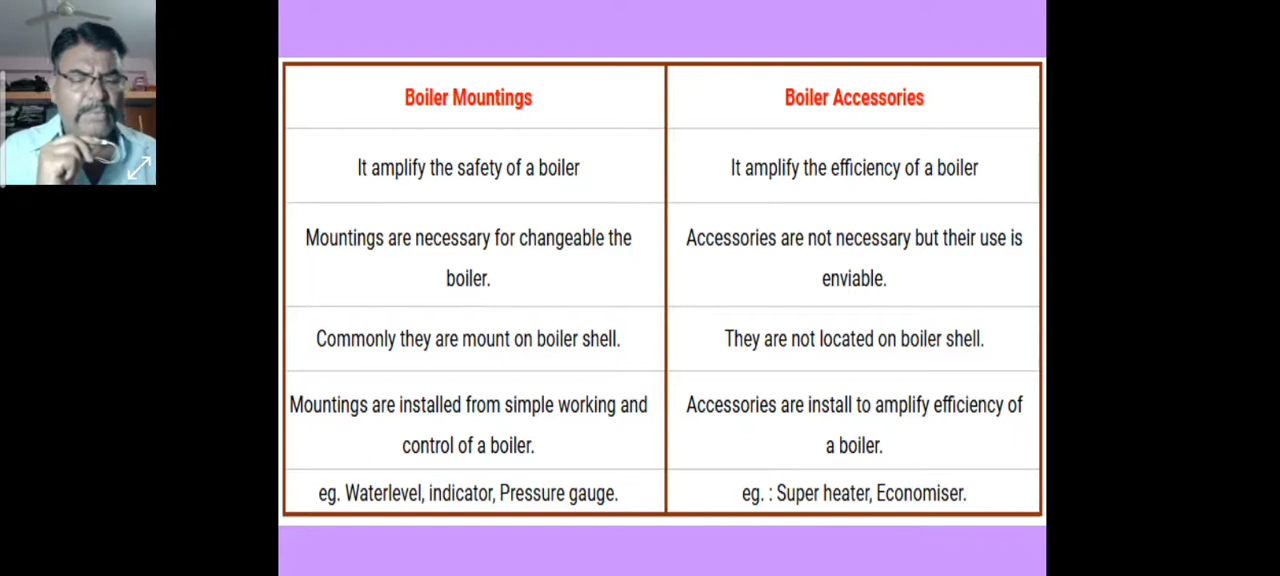 Boiler Mountings
Boiler Accessories
It amplify the safety of a boiler
It amplify the efficiency of a boiler
Mountings are necessary for changeable the
boiler.
Accessories are not necessary but their use is
enviable.
Commonly they are mount on boiler shell.
They are not located on boiler shell.
Mountings are installed from simple working and
control of a boiler.
Accessories are install to amplify efficiency of
a boiler.
eg. Waterlevel, indicator, Pressure gauge.
eg. : Super heater, Economiser.